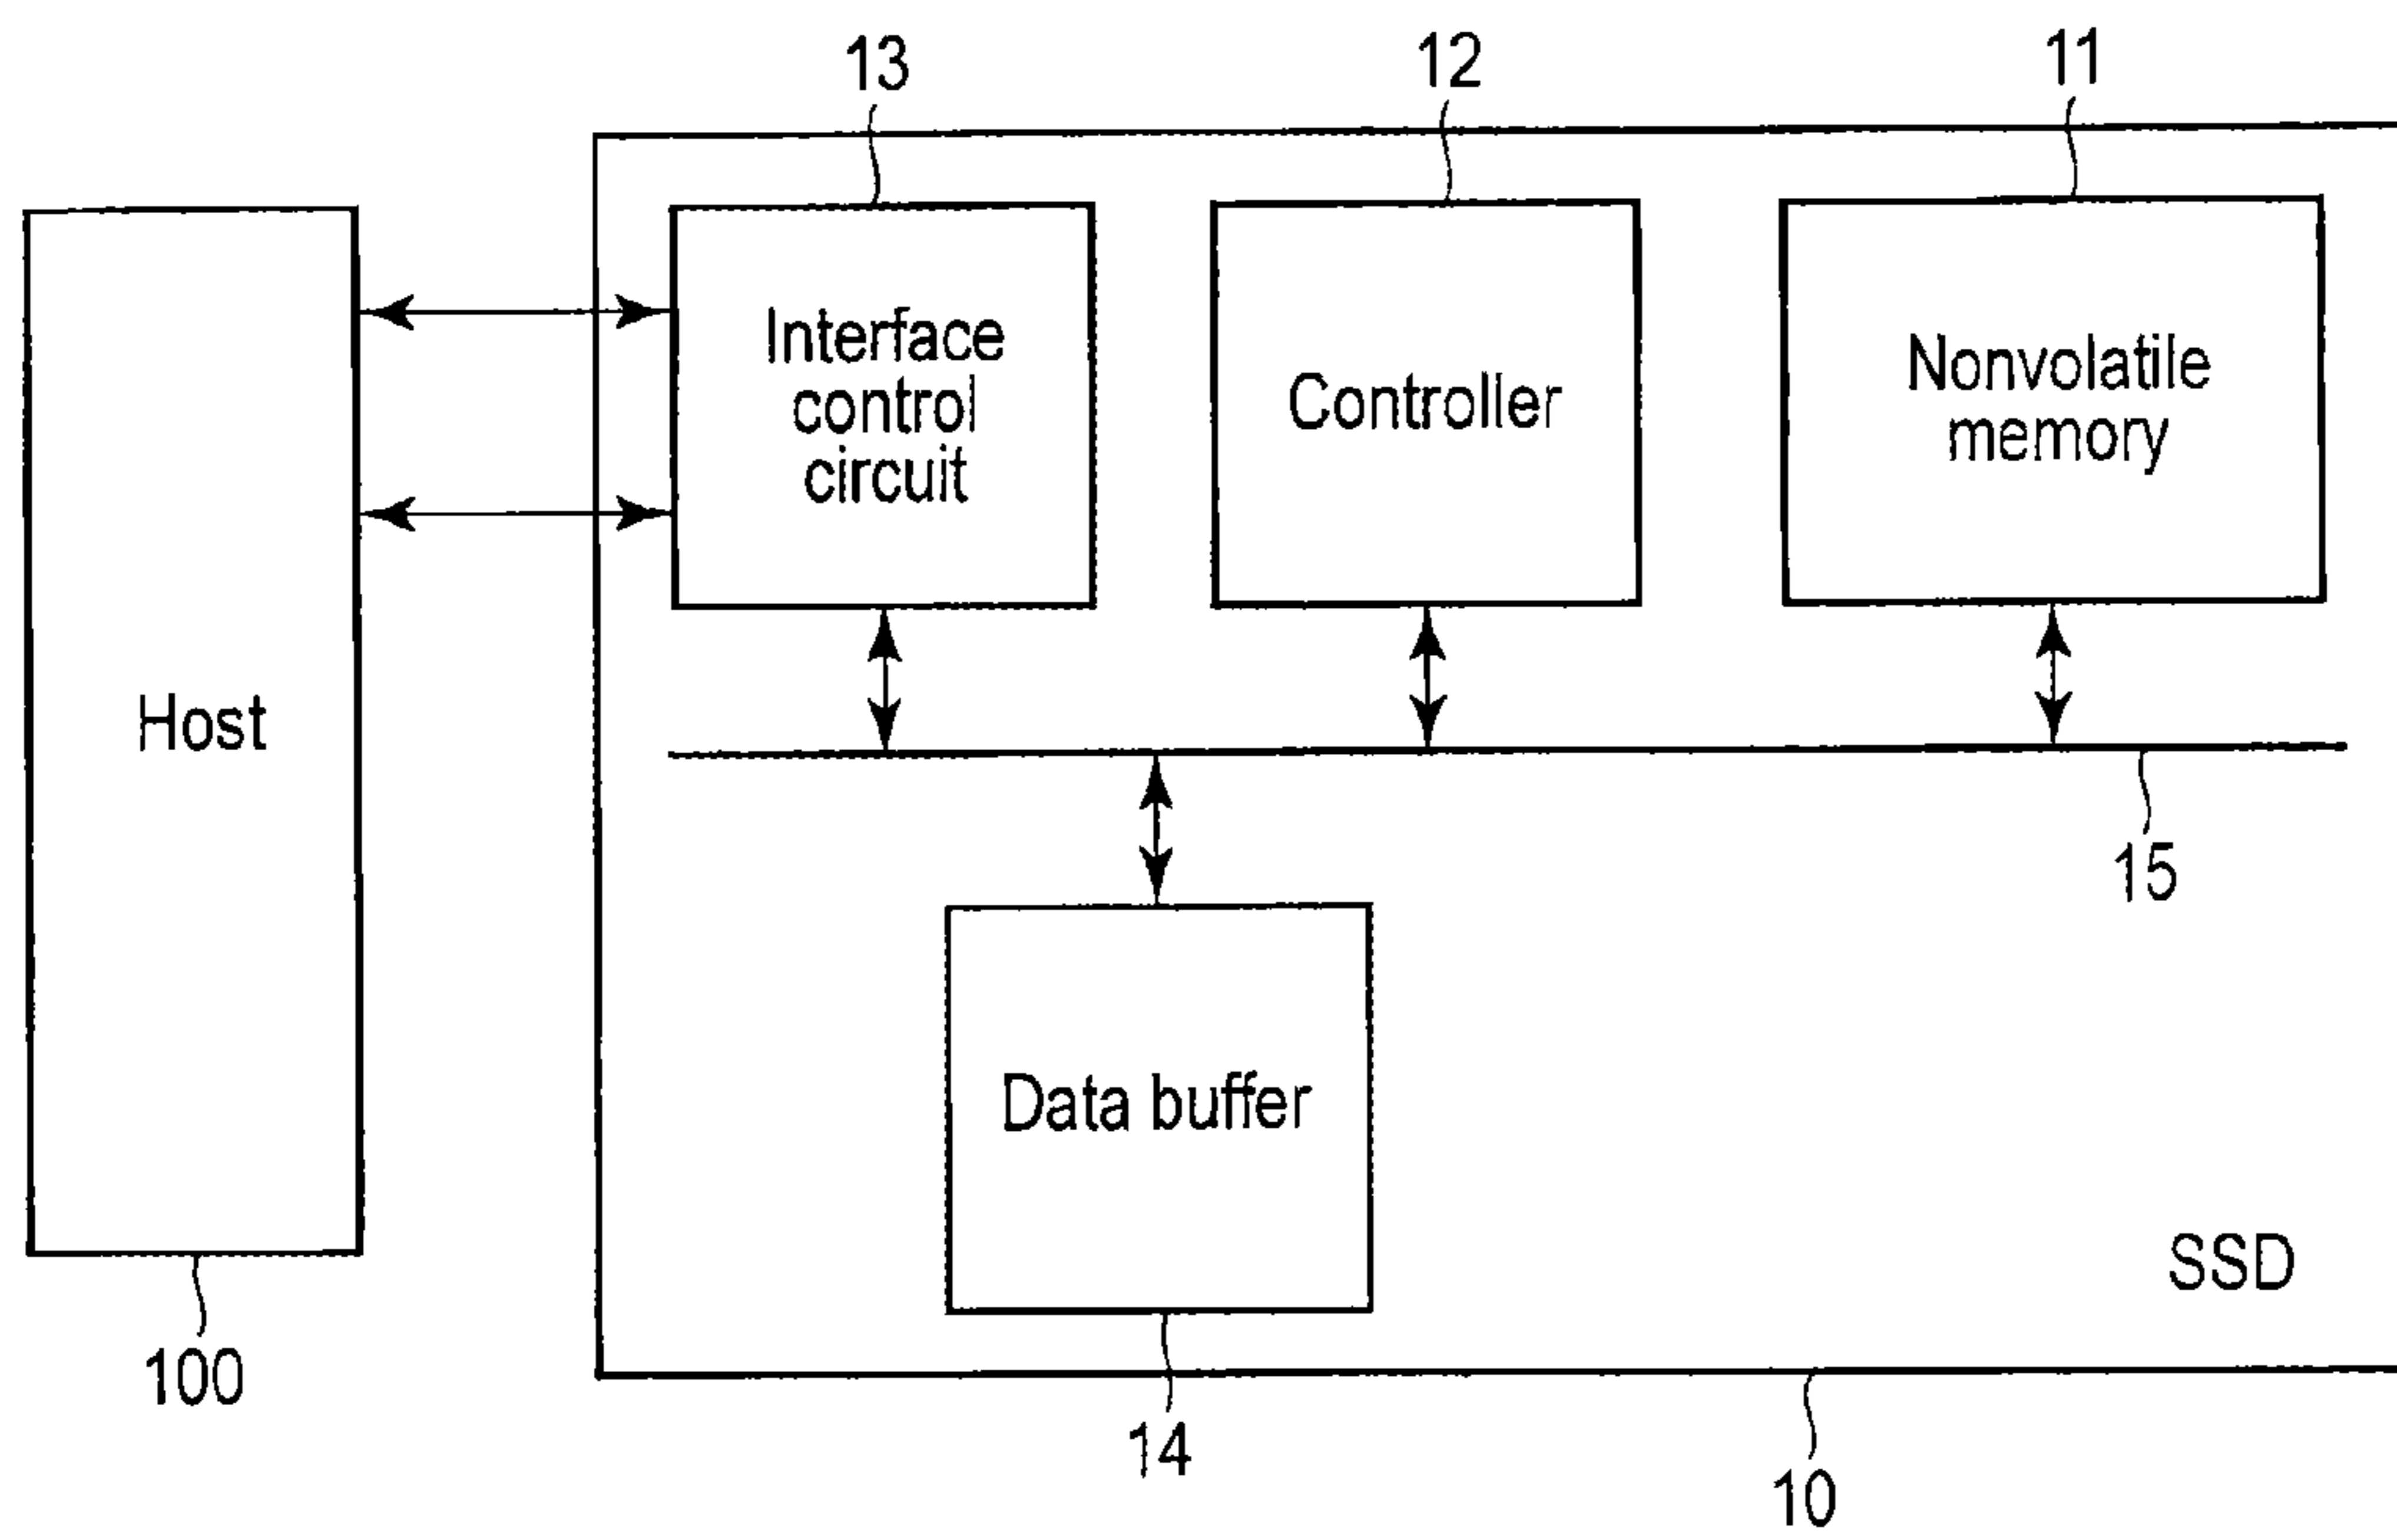 13
12
11
Interface
control
circuit
Controller
Nonvolatile
memory
Host
15
Data buffer
SSD
100
14
10